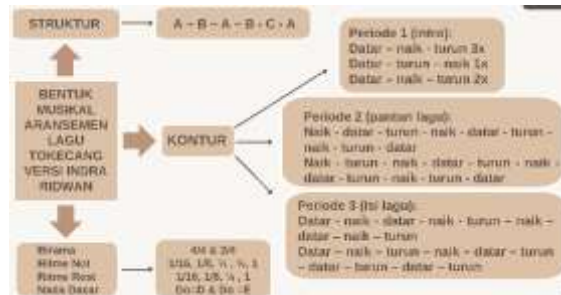 STRUKTUR
A – B – A – B - C - A
BENTUK
MUSIKAL
ARANSEMEN
LAGU
TOKECANG
VERSI INDRA
RIDWAN
KONTUR
Periode 1 (intro):
Datar – naik - turun 3x
Datar – turun – naik 1x
Datar – naik – turun 2x
Periode 2 (pantan lagu):
Naik - datar - turun - naik - datar - turun -
naik - turun - datar
Naik - turun - naik - datar - turun - naik -
datar - turun - naik - turun - datar
Periode 3 (isi lagu):
Datar - naik - datar - naik - turun – naik –
datar – naik – turun
Datar – naik – turun – naik – datar – turun
– datar – turun – datar – turun
Birama
Ritme Not
Ritme Rest
Nada Dasar
4/4 &
1/16, 1/8, ¼ , ½, 1
1/16, 1/8, ¼ , 1
Do=D & Do =E